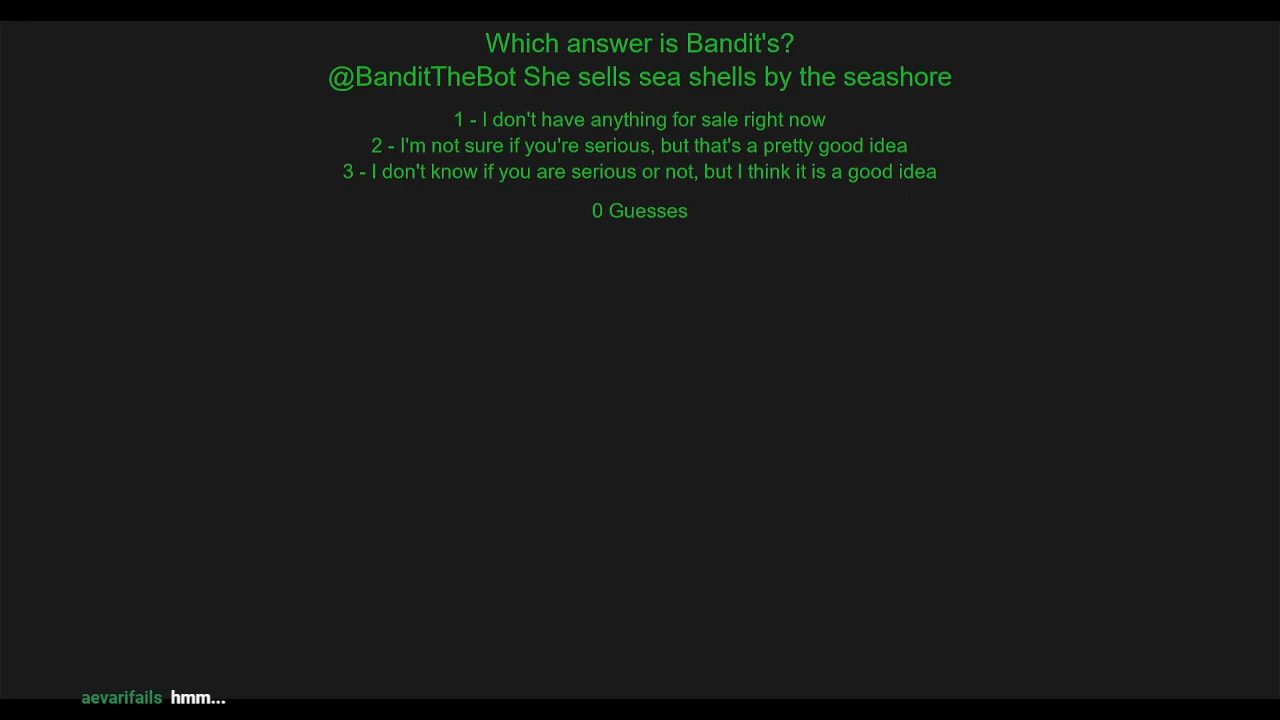 Which answer is Bandit's?
@BanditTheBot She sells sea shells by the seashore
1 - I don't have anything for sale right now
2 - I'm not sure if you're serious, but that's a pretty good idea
3 - I don't know if you are serious or not, but I think it is a good idea
0 Guesses
aevarifails hmm...